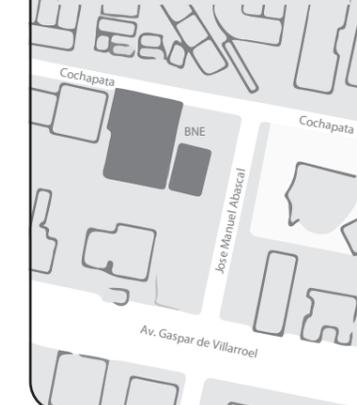 Cochapata
BNE
Cochapata
Jose Manuel Abascal
Av. Gaspar de Villarroel